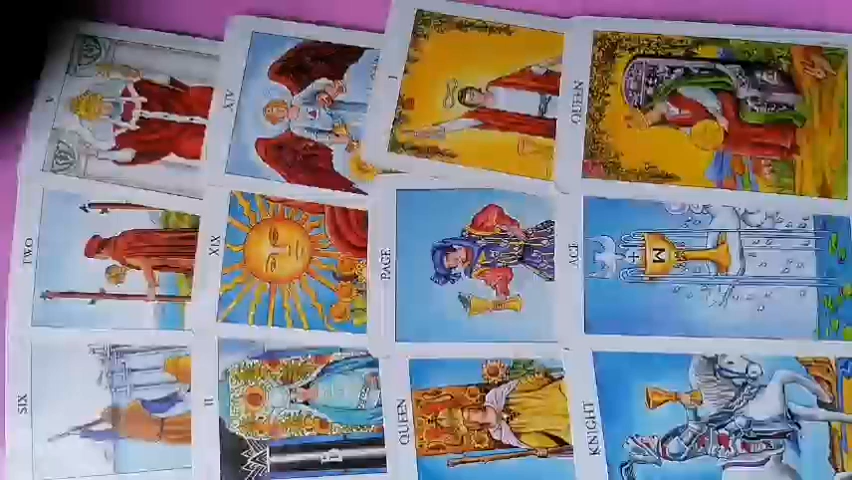 V
XIV
I
QUEEN
TWO
XIX
PAGE
ACE
SIX
II
QUEEN
KNIGHT